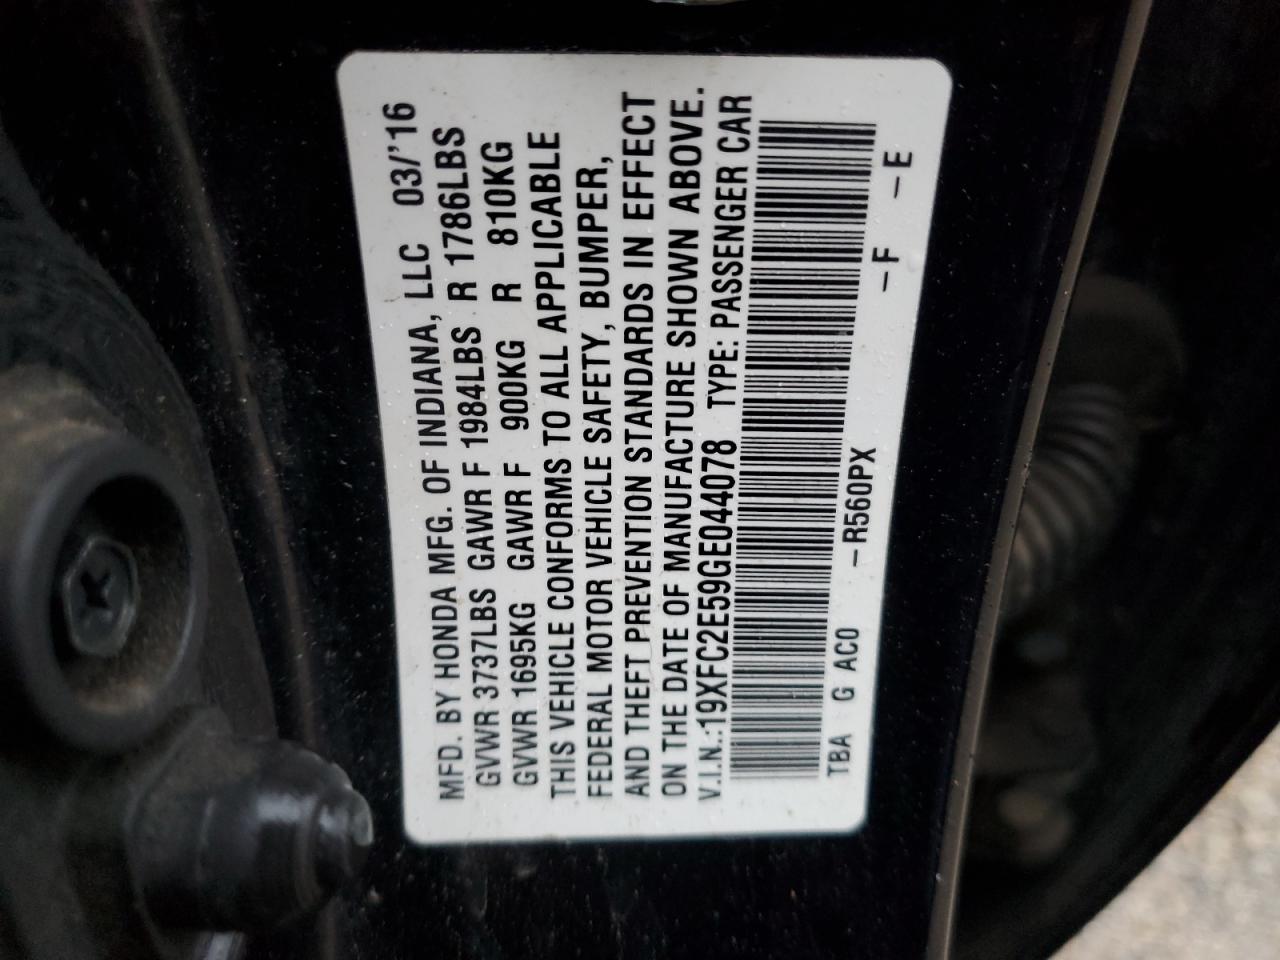 MFD. BY HONDA MFG. OF INDIANA, LLC 03/'16
GVWR 3737LBS GAWR F 1984LBS R 1786LBS
GVWR 1695KG GAWR F 900KG R 810KG
THIS VEHICLE CONFORMS TO ALL APPLICABLE
FEDERAL MOTOR VEHICLE SAFETY, BUMPER,
AND THEFT PREVENTION STANDARDS IN EFFECT
ON THE DATE OF MANUFACTURE SHOWN ABOVE.
V.I.N.:19XFC2E59GE044078 TYPE: PASSENGER CAR
TBA G AC0 -R560PX -F -E